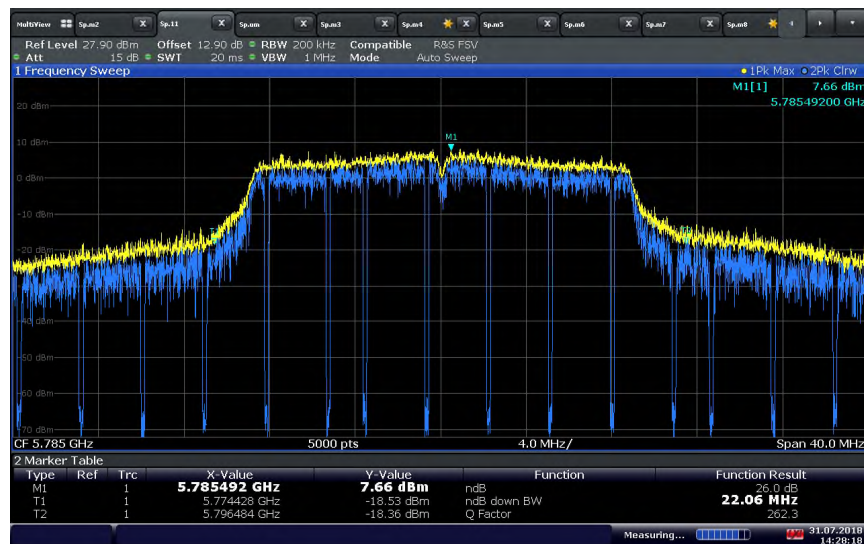 MultiView Sp.m2 X Sp.11 X Sp.um X Sp.m3 X Sp.m4 X Sp.m5 X Sp.m6 X Sp.m7 X Sp.m8
Ref Level 27.90 dBm Offset 12.90 dB RBW 200 kHz Compatible R&S FSV
Att 15 dB SWT 20 ms VBW 1 MHz Mode Auto Sweep
1 Frequency Sweep 1Pk Max 2Pk Clrw
M1[1] 7.66 dBm
5.78549200 GHz
20 dBm
10 dBm
M1
0 dBm
-10 dBm
-20 dBm
-30 dBm
-50 dBm
-60 dBm
-70 dBm
CF 5.785 GHz 5000 pts 4.0 MHz/ Span 40.0 MHz
2 Marker Table
Type Ref Trc X-Value Y-Value Function Function Result
M1 1 5.785492 GHz 7.66 dBm ndB 26.0 dB
T1 1 5.774428 GHz -18.53 dBm ndB down BW 22.06 MHz
T2 1 5.796484 GHz -18.36 dBm Q Factor 262.3
Measuring... 31.07.2018
14:28:18